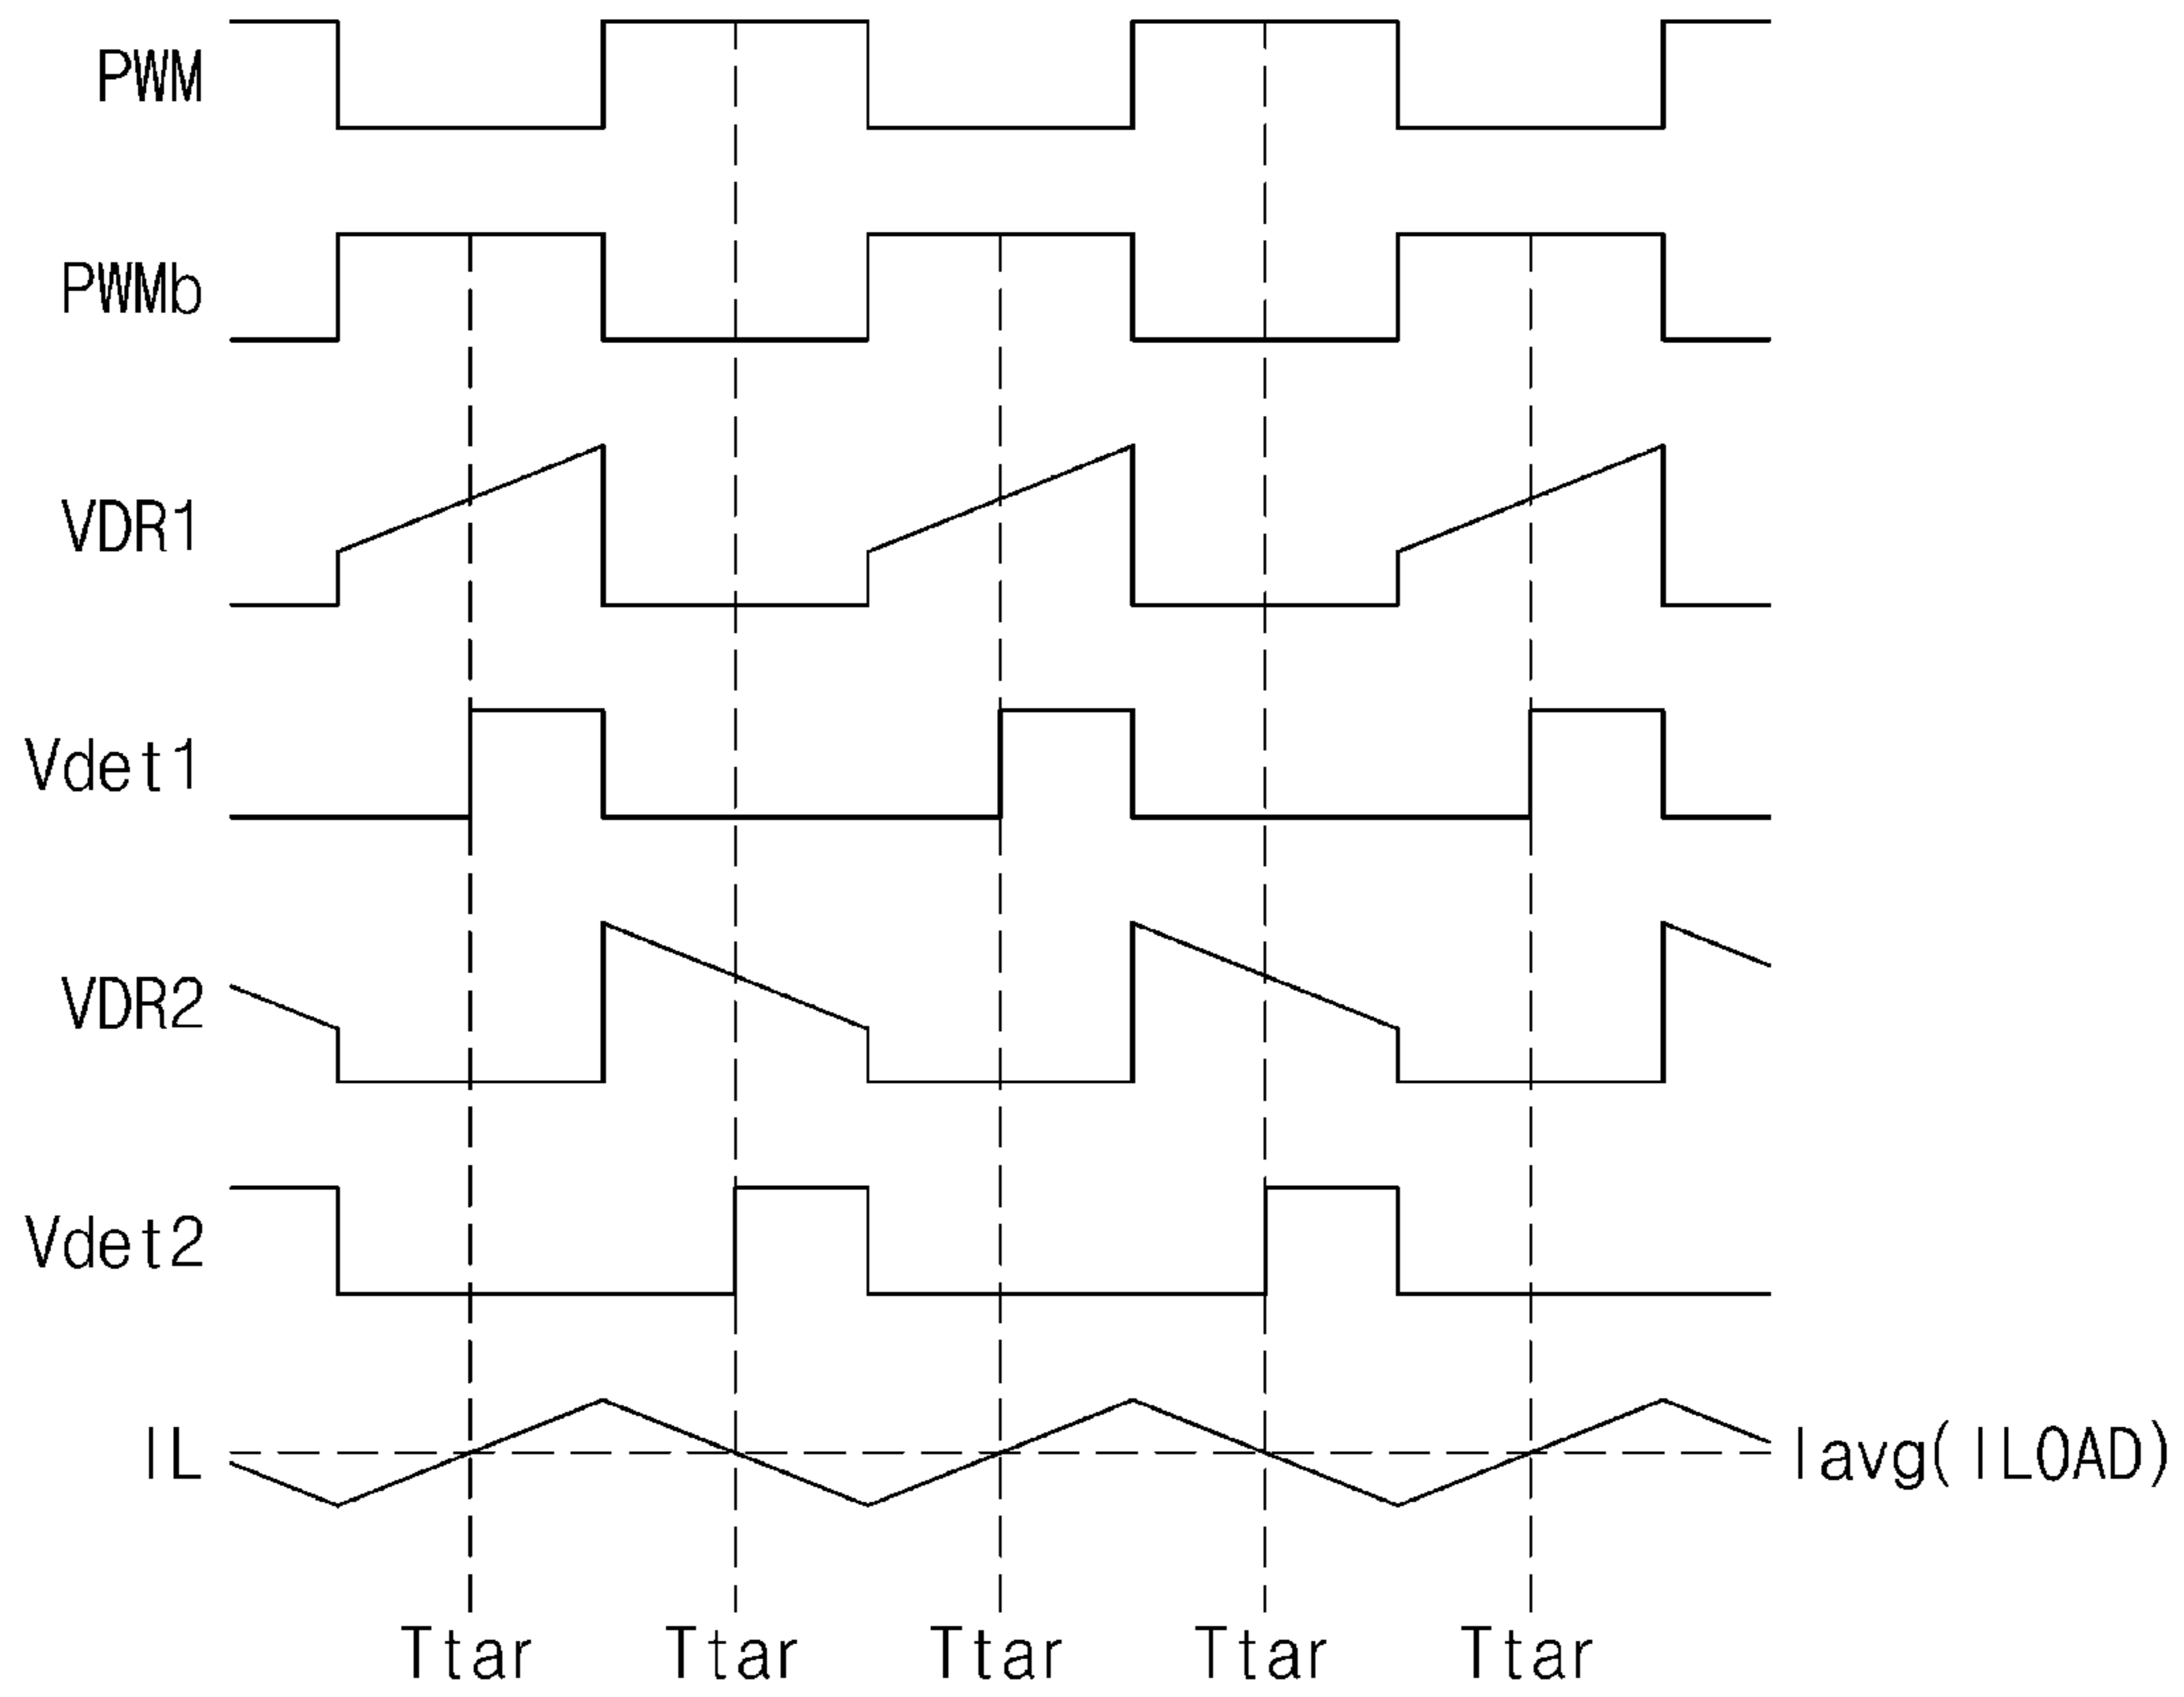 PWM
PWMb
VDR1
Vdet1
VDR2
Vdet2
IL
Iavg(ILOAD)
Ttar Ttar Ttar Ttar Ttar